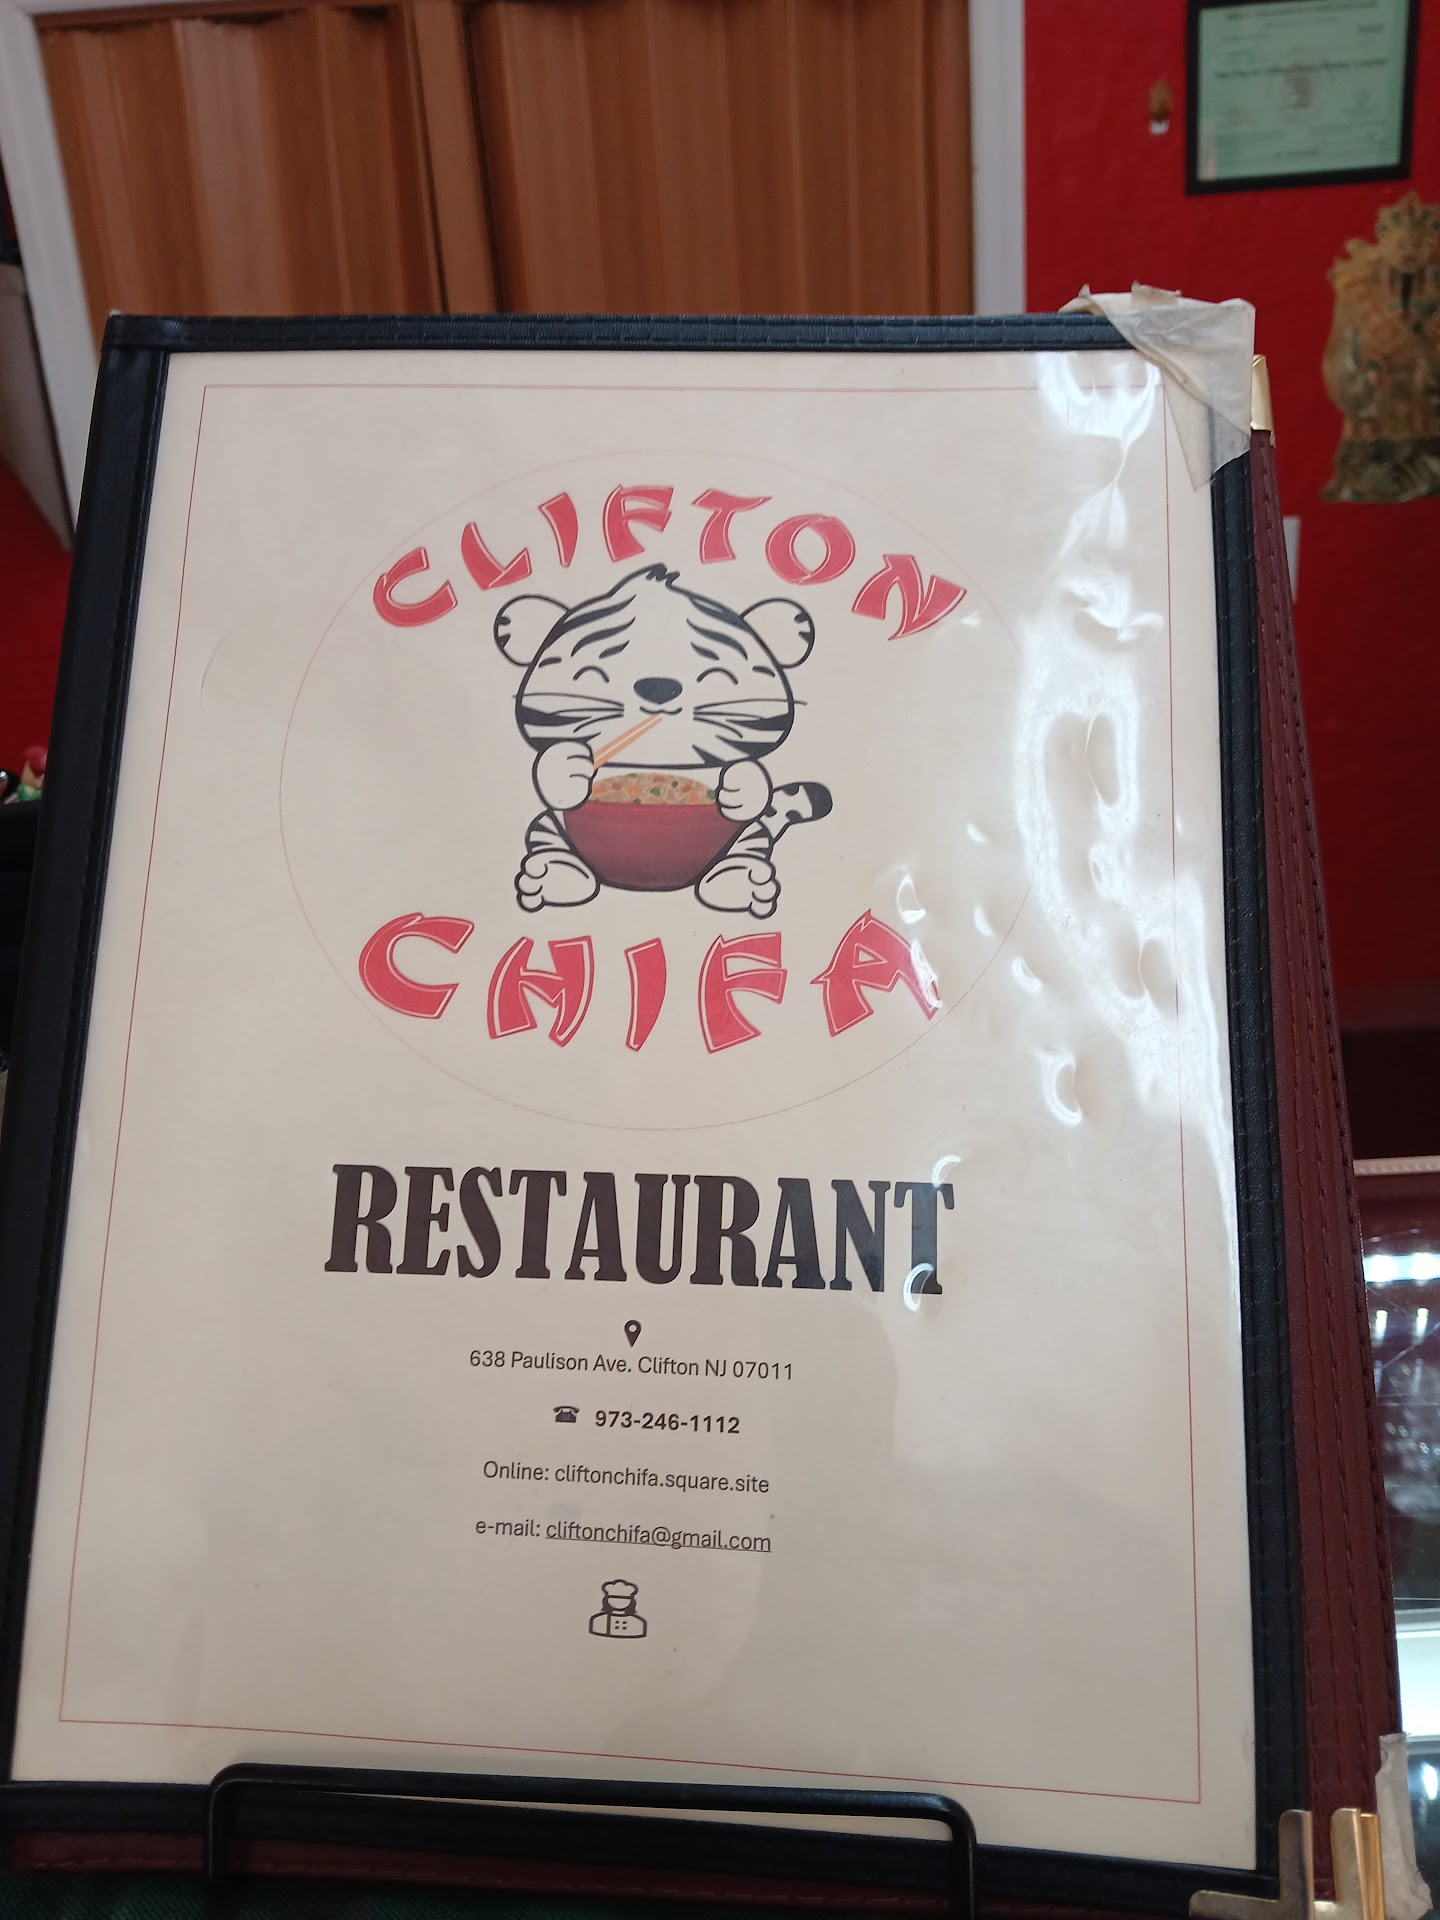 CLIFTON
CHIFA
RESTAURANT
638 Paulison Ave. Clifton NJ 07011
973-246-1112
Online: cliftonchifa.square.site
e-mail: cliftonchifa@gmail.com